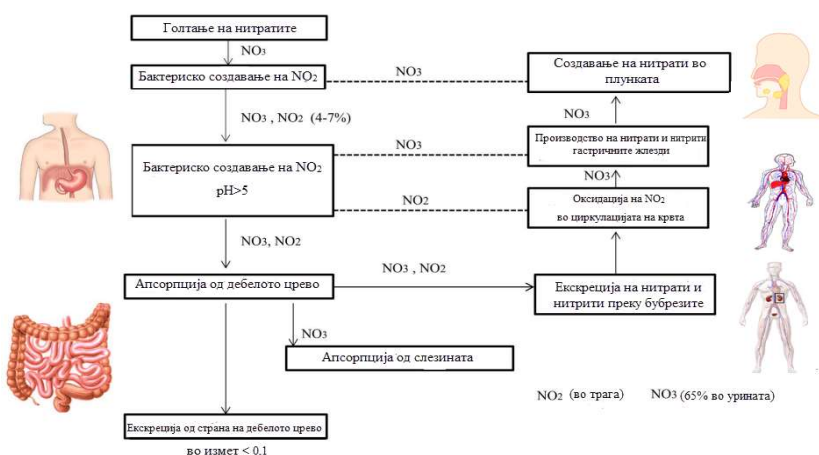 Голтање на нитратите
NO3
Бактериско создавање на NO2
NO3
Создавање на нитрати во
плунката
NO3 , NO2 (4-7%)
NO3
Бактериско создавање на NO2
pH>5
NO3
Производство на нитрати и нитрити
гастричните жлезди
NO3
NO2
Оксидација на NO2
во циркулацијата на крвта
NO3, NO2
Апсорпција од дебелото црево
NO3 , NO2
Екскреција на нитрати и
нитрити преку бубрезите
NO3
Апсорпција од слезината
NO2 (во трага) NO3 (65% во урината)
Екскреција од страна на дебелото црево
во измет < 0.1